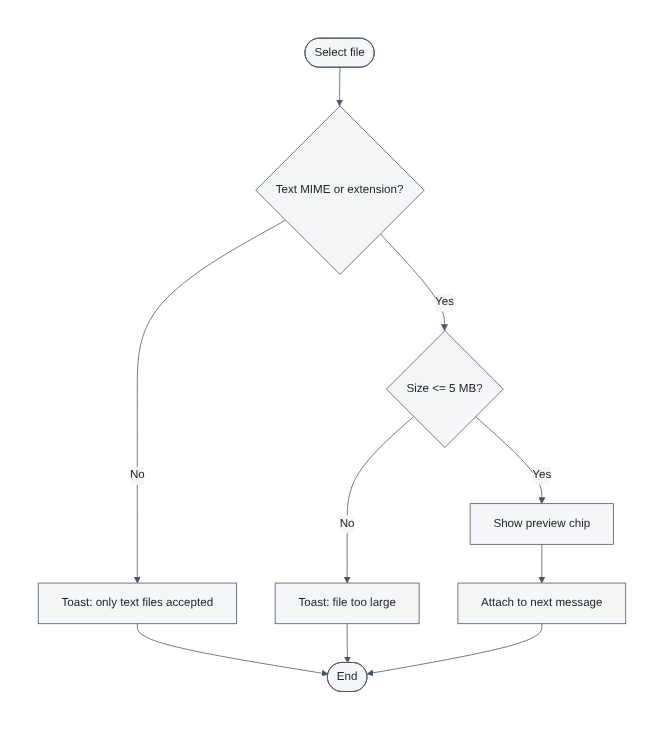 Select file
Text MIME or extension?
Yes
Size <= 5 MB?
No
Yes
No
Show preview chip
Toast: only text files accepted
Toast: file too large
Attach to next message
End